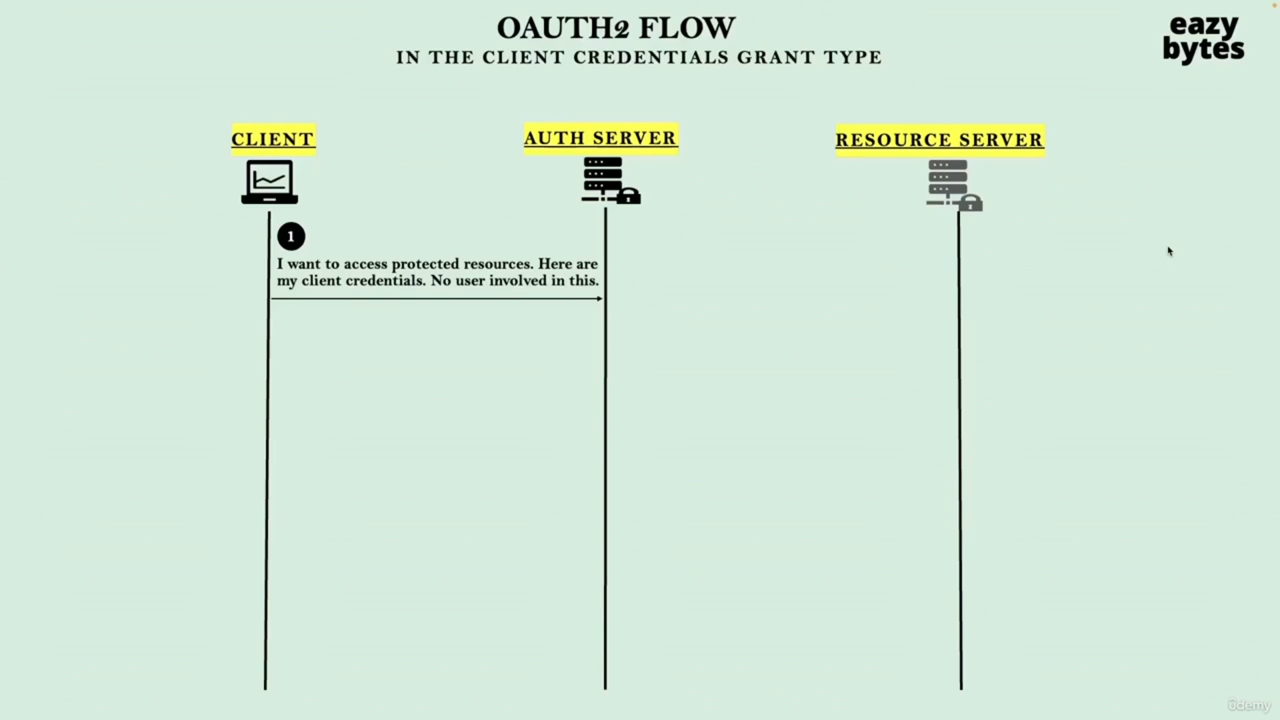 OAUTH2 FLOW
IN THE CLIENT CREDENTIALS GRANT TYPE
eazy
bytes
CLIENT
AUTH SERVER
RESOURCE SERVER
1
I want to access protected resources. Here are
my client credentials. No user involved in this.
ûdemy